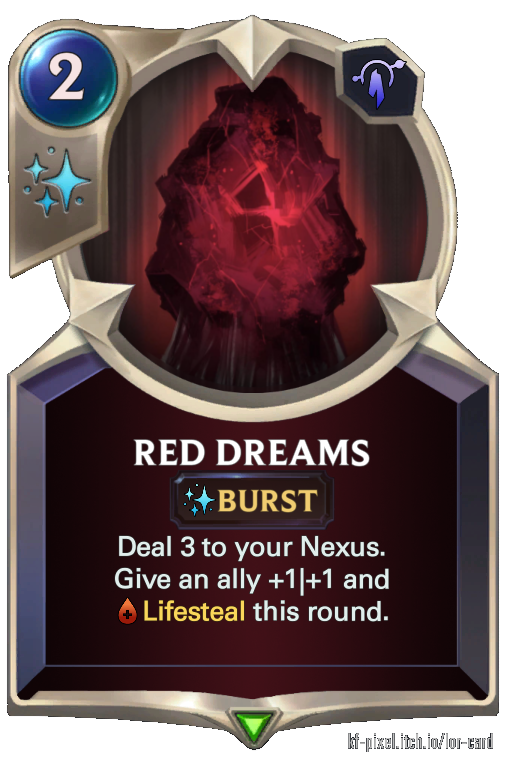 2
RED DREAMS
BURST
Deal 3 to your Nexus.
Give an ally +1|+1 and
Lifesteal this round.
kf-pixel.itch.io/lor-card